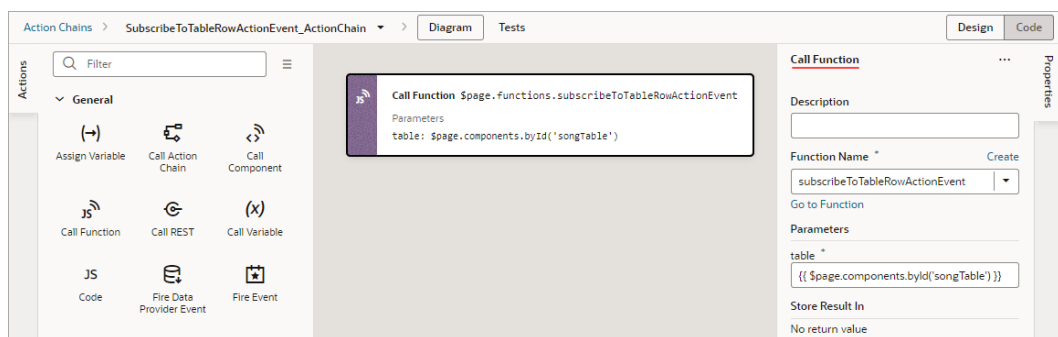 Action Chains > SubscribeToTableRowActionEvent_ActionChain > Diagram Tests Design Code
Actions
Filter
General
(→) 
Assign Variable Call Action Chain Call Component
JS (x)
Call Function Call REST Call Variable
JS
Code Fire Data Provider Event Fire Event
JS
Call Function $page.functions.subscribeToTableRowActionEvent
Parameters
table: $page.components.byId('songTable')
Call Function ...
Properties
Description
Function Name * Create
subscribeToTableRowActionEvent
Go to Function
Parameters
table *
{{ $page.components.byId('songTable') }}
Store Result In
No return value